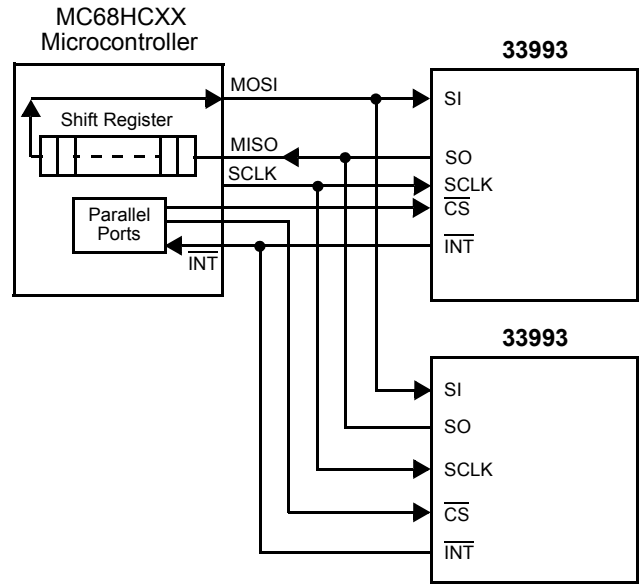 MC68HCXX
Microcontroller
33993
MOSI
SI
Shift Register
MISO
SO
SCLK
SCLK
CS
Parallel
Ports
INT
INT
33993
SI
SO
SCLK
CS
INT